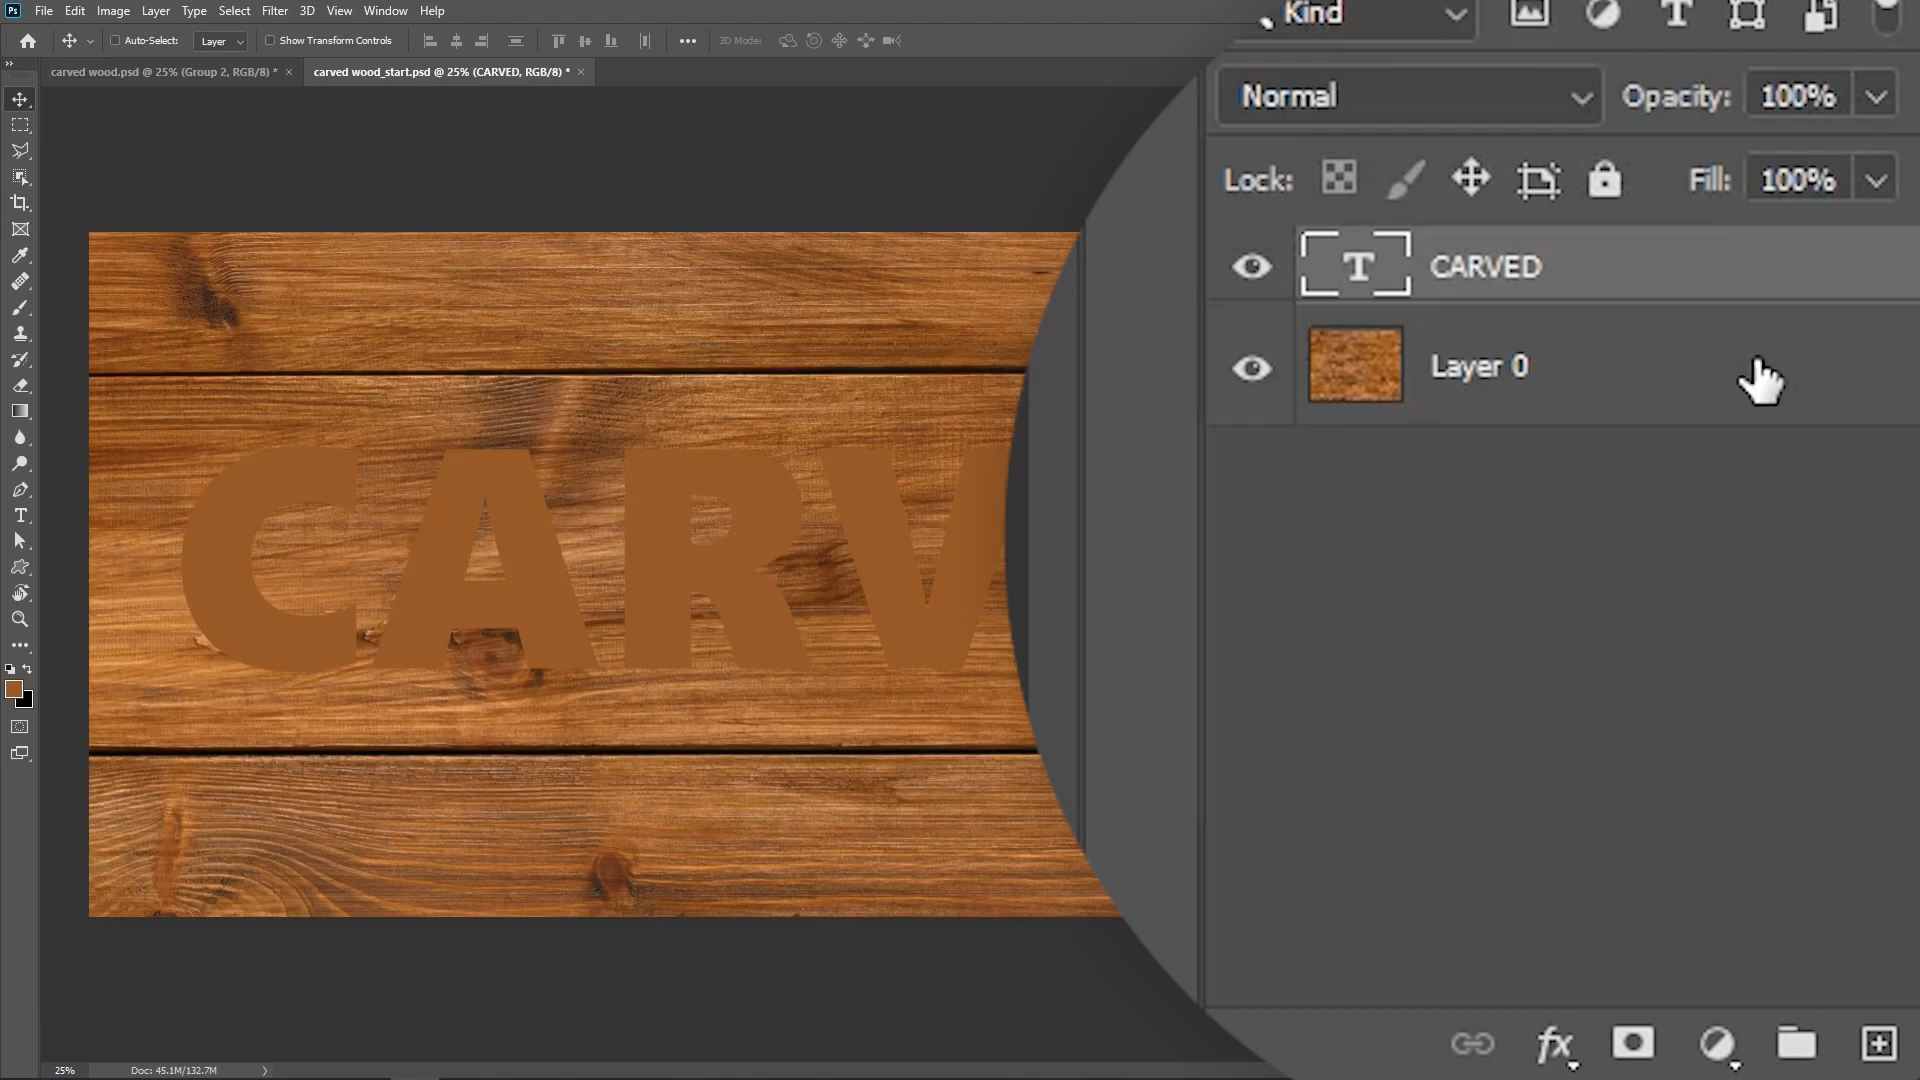 Ps File Edit Image Layer Type Select Filter 3D View Window Help
Auto-Select: Layer Show Transform Controls 3D Mode:
carved wood.psd @ 25% (Group 2, RGB/8) * × carved wood_start.psd @ 25% (CARVED, RGB/8) * ×
Kind
Normal Opacity: 100%
Lock: Fill: 100%
T CARVED
Layer 0
CARV
fx
25% Doc: 45.1M/132.7M